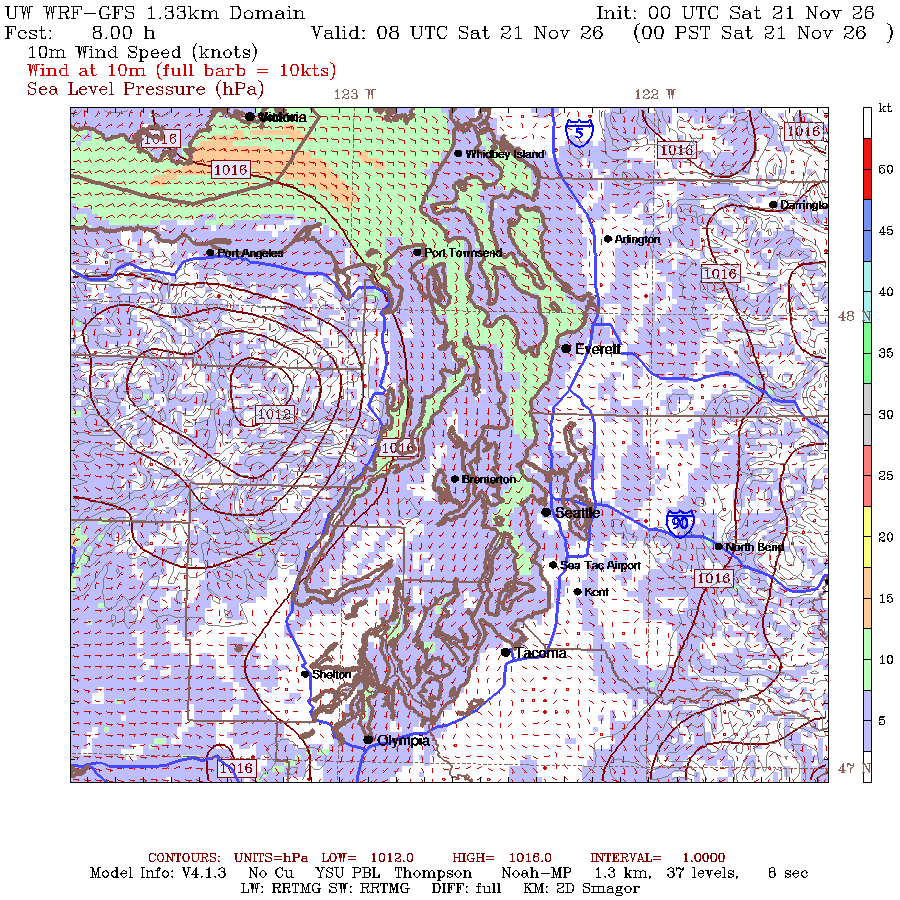 UW WRF-GFS 1.33km Domain Init: 00 UTC Sat 21 Nov 26
Fcst: 8.00 h Valid: 08 UTC Sat 21 Nov 26 (00 PST Sat 21 Nov 26 )
10m Wind Speed (knots)
Wind at 10m (full barb = 10kts)
Sea Level Pressure (hPa)
123 W 122 W
kt
Victoria
5
1016
1016
1016
Whidbey Island
1016
60
Darringto
45
Arlington
Port Angeles
Port Townsend
1016
40
48 N
Everett
35
1012
30
1016
25
Bremerton
Seattle
90
20
North Bend
Sea Tac Airport
1016
Kent
15
Tacoma
10
Shelton
5
Olympia
1016
47 N
CONTOURS: UNITS=hPa LOW= 1012.0 HIGH= 1016.0 INTERVAL= 1.0000
Model Info: V4.1.3 No Cu YSU PBL Thompson Noah-MP 1.3 km, 37 levels, 8 sec
LW: RRTMG SW: RRTMG DIFF: full KM: 2D Smagor